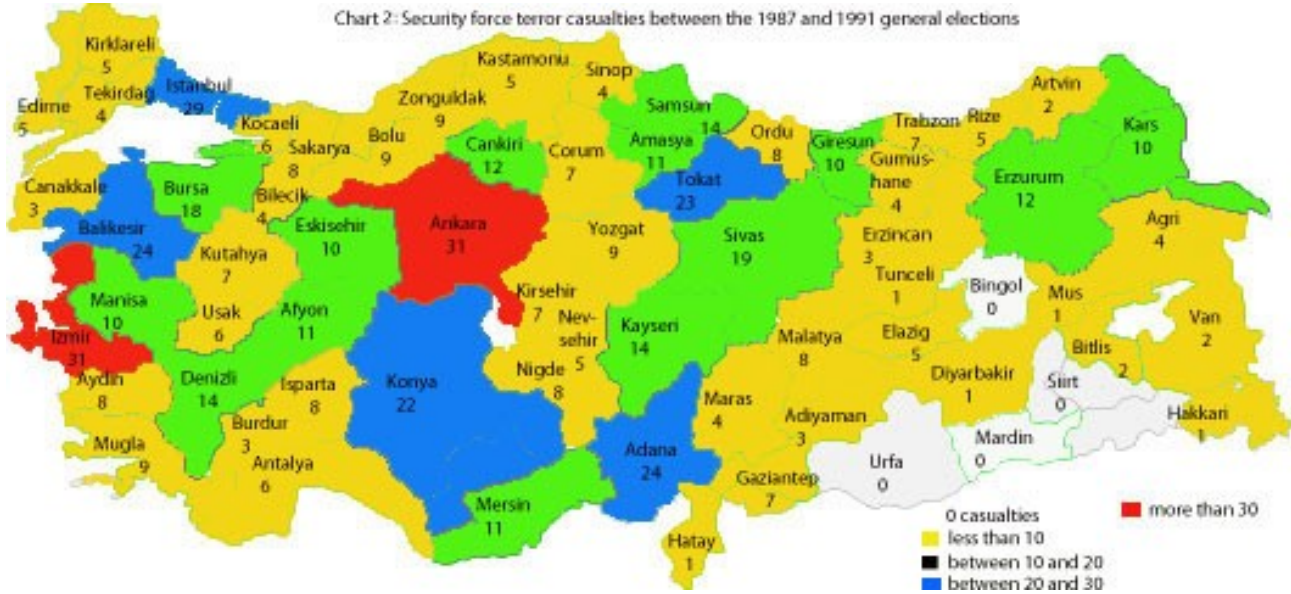 Chart 2: Security force terror casualties between the 1987 and 1991 general elections
Kirklareli
5
Edirne
5
Tekirdag
4
Istanbul
29
Kocaeli
6
Sakarya
8
Bolu
9
Zonguldak
9
Kastamonu
5
Sinop
4
Samsun
14
Cankiri
12
Corum
7
Amasya
11
Tokat
23
Ordu
8
Giresun
10
Trabzon
7
Rize
5
Artvin
2
Kars
10
Gumus-
hane
4
Erzurum
12
Agri
4
Canakkale
3
Balikesir
24
Bursa
18
Bilecik
4
Eskisehir
10
Ankara
31
Yozgat
9
Sivas
19
Erzincan
3
Tunceli
1
Bingol
0
Mus
1
Van
2
Kutahya
7
Manisa
10
Usak
6
Afyon
11
Izmir
31
Kirsehir
7
Nev-
sehir
5
Kayseri
14
Malatya
8
Elazig
5
Bitlis
2
Aydin
8
Denizli
14
Isparta
8
Konya
22
Nigde
8
Maras
4
Adiyaman
3
Diyarbakir
1
Siirt
0
Hakkari
1
Mugla
9
Burdur
3
Antalya
6
Mersin
11
Adana
24
Gaziantep
7
Urfa
0
Mardin
0
Hatay
1
0 casualties
less than 10
between 10 and 20
between 20 and 30
more than 30